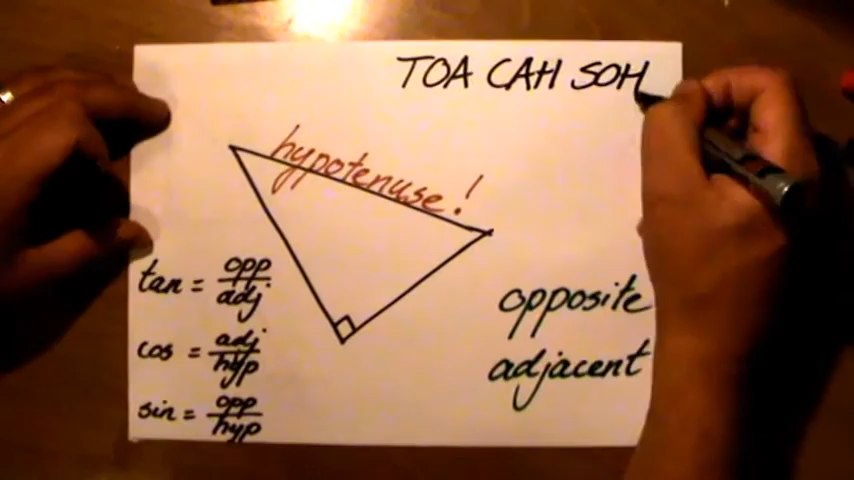 TOA CAH SOH
hypotenuse!
tan = opp/adj
cos = adj/hyp
sin = opp/hyp
opposite
adjacent